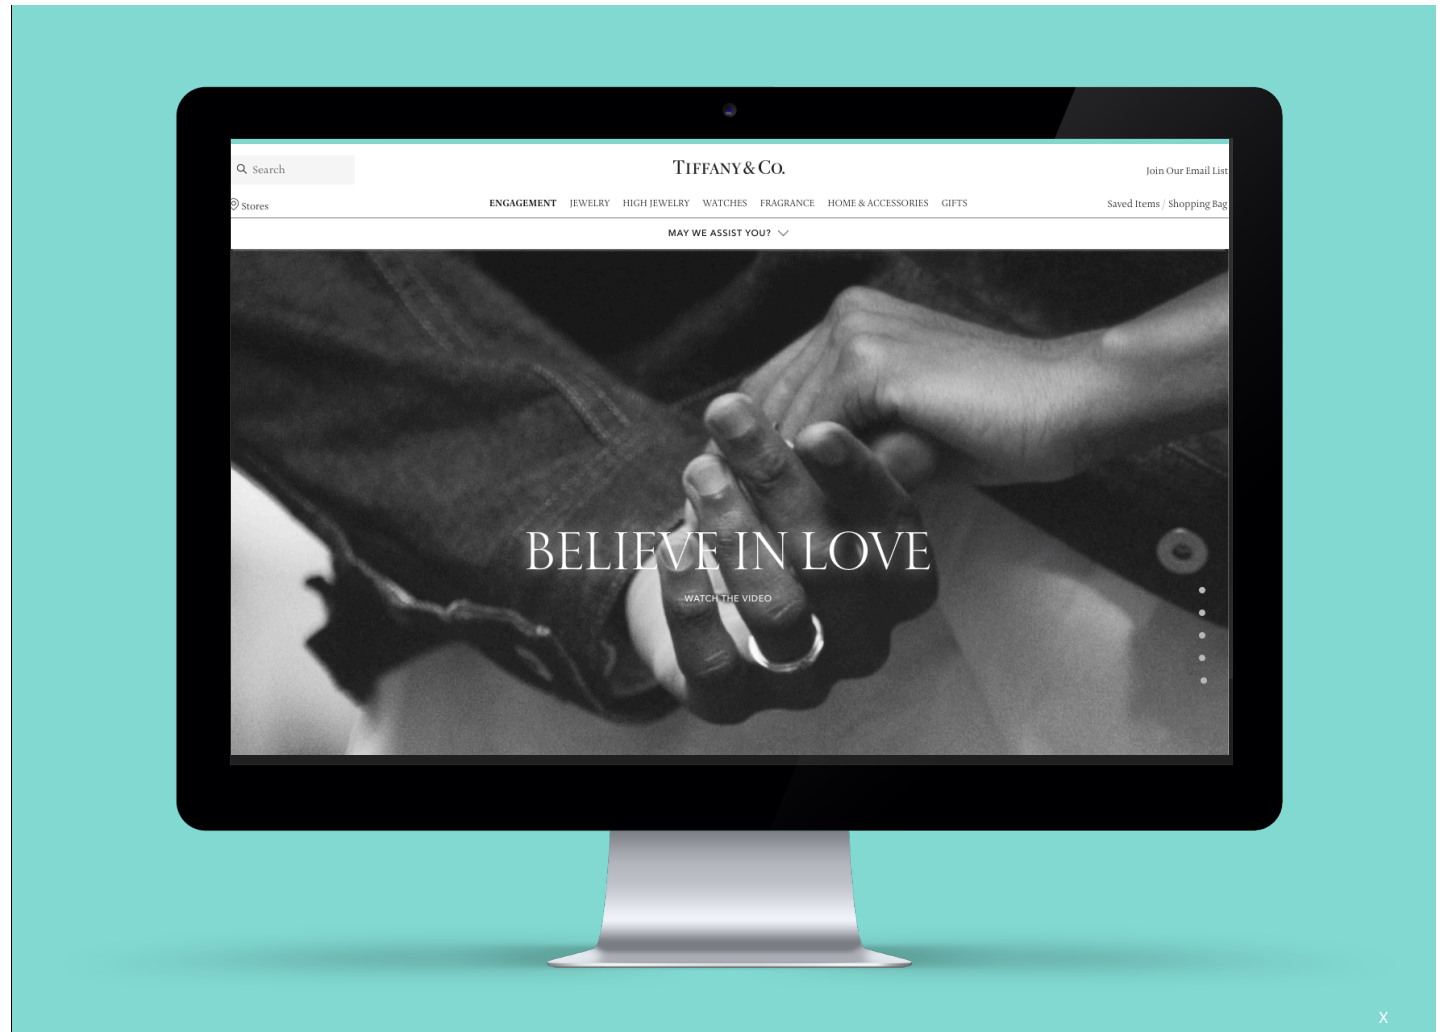 Search
TIFFANY & CO.
Join Our Email List
Stores
ENGAGEMENT JEWELRY HIGH JEWELRY WATCHES FRAGRANCE HOME & ACCESSORIES GIFTS
Saved Items / Shopping Bag
MAY WE ASSIST YOU?
BELIEVE IN LOVE
WATCH THE VIDEO
X